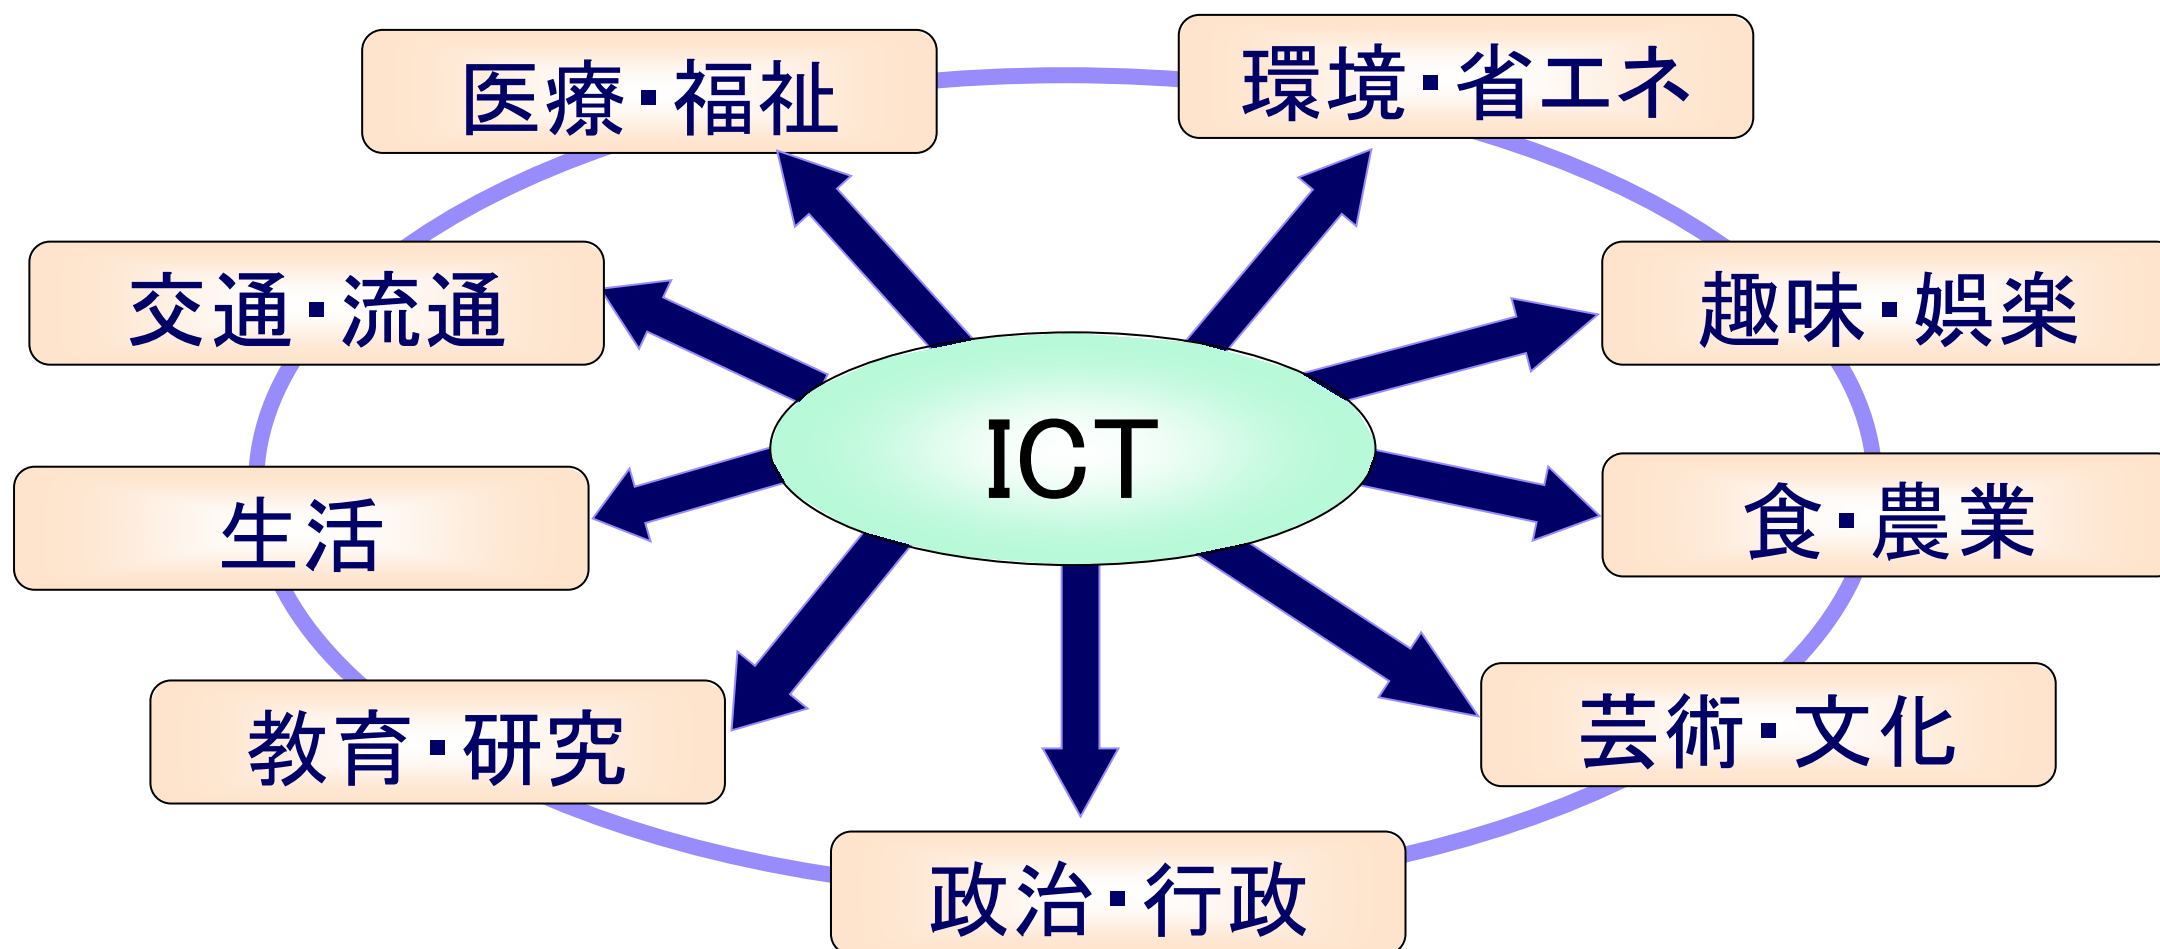 医療・福祉
環境・省エネ
交通・流通
趣味・娯楽
ICT
生活
食・農業
教育・研究
芸術・文化
政治・行政